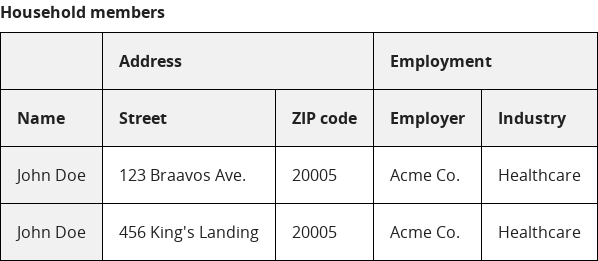 Household members
Address Employment
Name Street ZIP code Employer Industry
John Doe 123 Braavos Ave. 20005 Acme Co. Healthcare
John Doe 456 King's Landing 20005 Acme Co. Healthcare